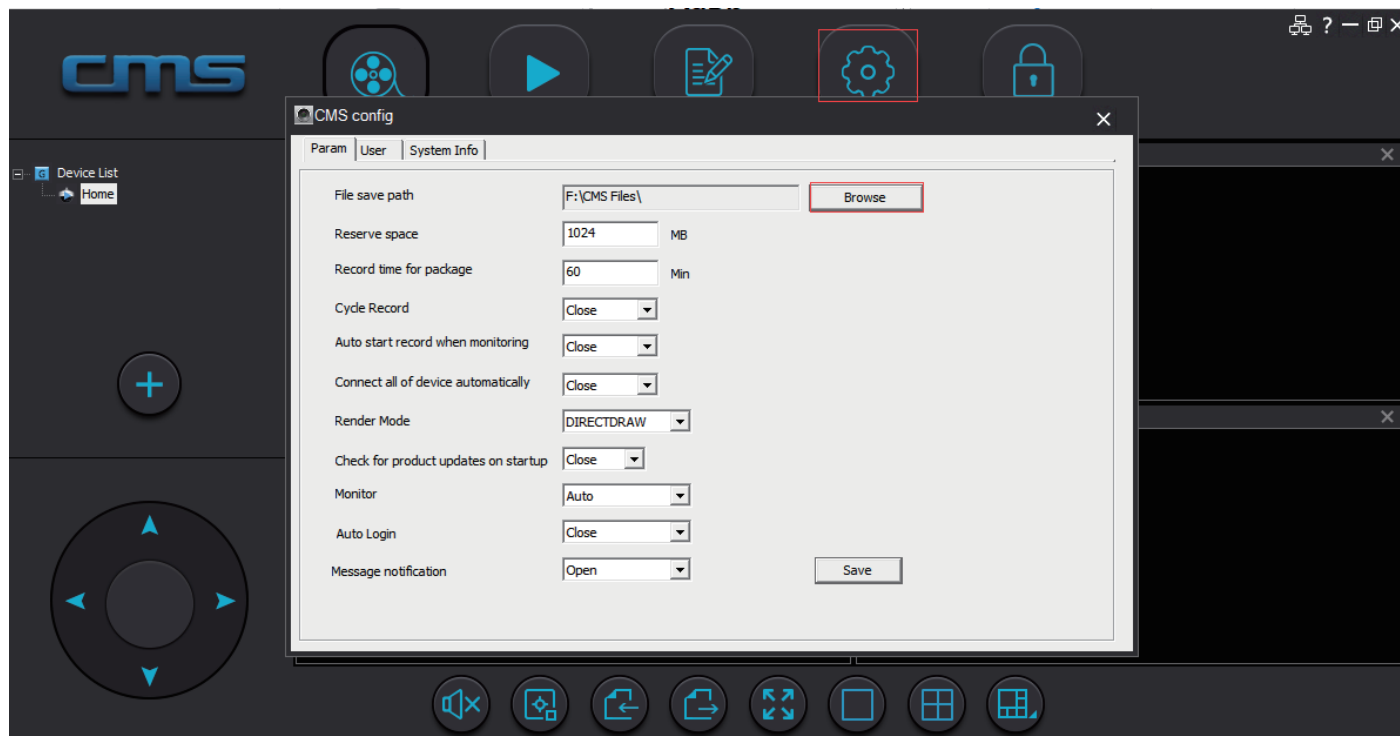 cms
?
CMS config
Param User System Info
Device List
Home
File save path F:\CMS Files\ Browse
Reserve space 1024 MB
Record time for package 60 Min
Cycle Record Close
Auto start record when monitoring Close
Connect all of device automatically Close
Render Mode DIRECTDRAW
Check for product updates on startup Close
Monitor Auto
Auto Login Close
Message notification Open Save